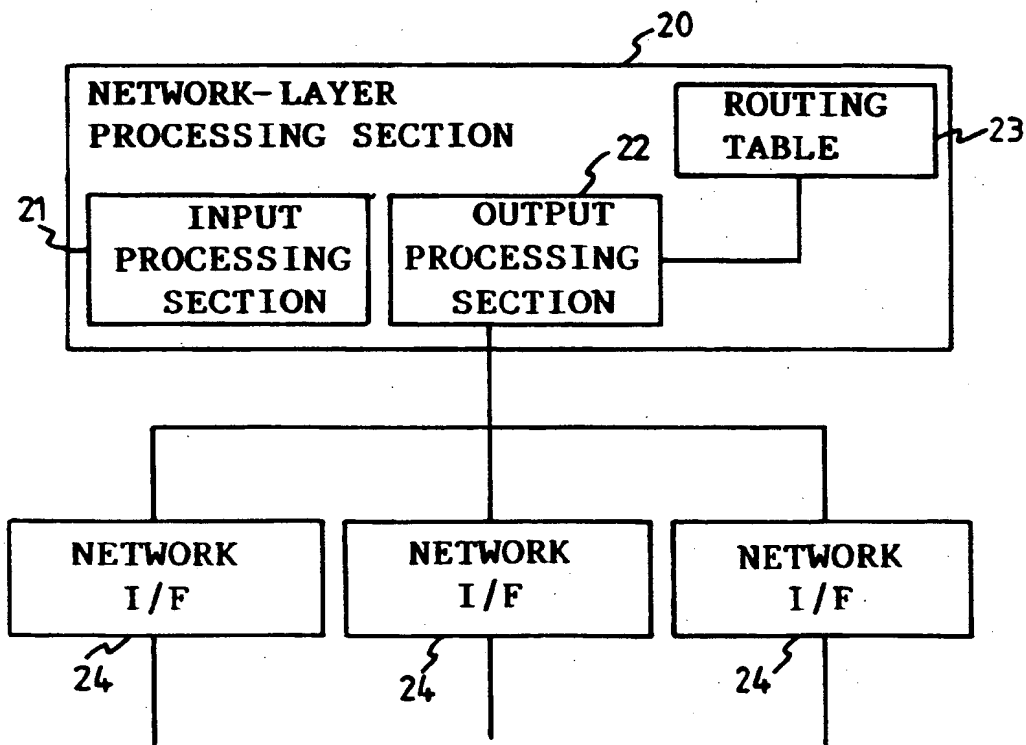 20
NETWORK-LAYER
PROCESSING SECTION
ROUTING
TABLE
23
22
21
INPUT
PROCESSING
SECTION
OUTPUT
PROCESSING
SECTION
NETWORK
I/F
24
NETWORK
I/F
24
NETWORK
I/F
24